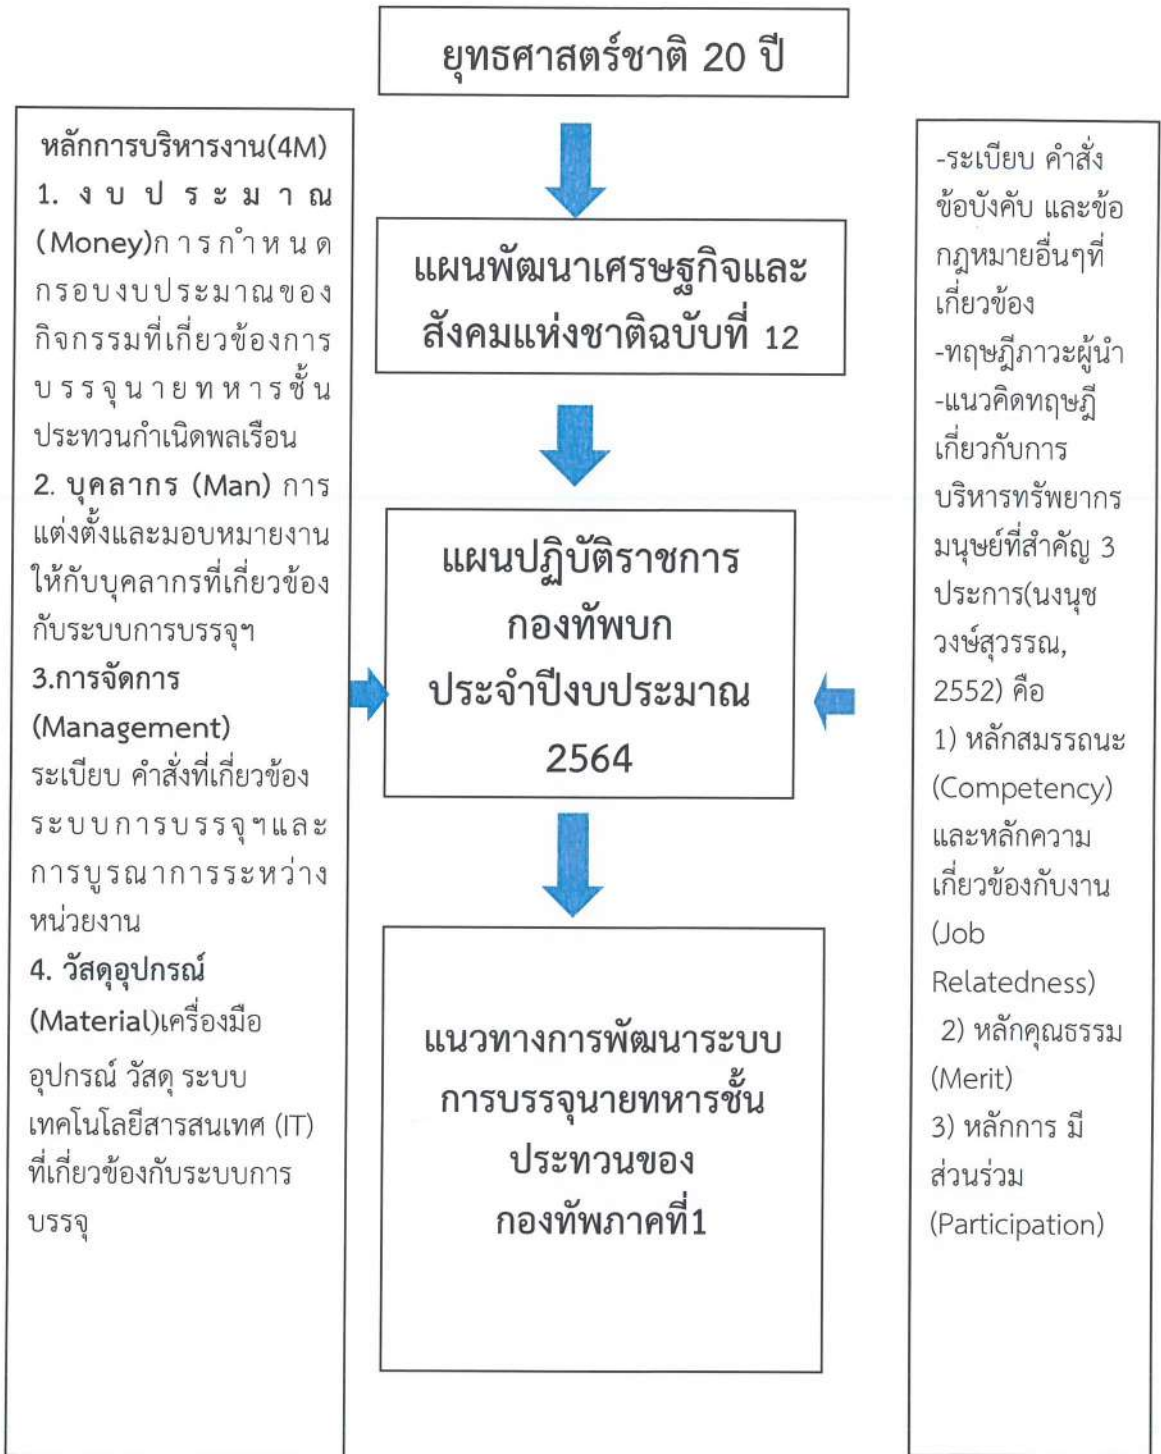 ยุทธศาสตร์ชาติ 20 ปี
หลักการบริหารงาน(4M)
1. งบประมาณ
(Money)การกำหนด
กรอบงบประมาณของ
กิจกรรมที่เกี่ยวข้องการ
บรรจุนายทหารชั้น
ประทวนกำเนิดพลเรือน
2. บุคลากร (Man) การ
แต่งตั้งและมอบหมายงาน
ให้กับบุคลากรที่เกี่ยวข้อง
กับระบบการบรรจุฯ
3.การจัดการ
(Management)
ระเบียบ คำสั่งที่เกี่ยวข้อง
ระบบการบรรจุฯและ
การบูรณาการระหว่าง
หน่วยงาน
4. วัสดุอุปกรณ์
(Material)เครื่องมือ
อุปกรณ์ วัสดุ ระบบ
เทคโนโลยีสารสนเทศ (IT)
ที่เกี่ยวข้องกับระบบการ
บรรจุ
แผนพัฒนาเศรษฐกิจและ
สังคมแห่งชาติฉบับที่ 12
แผนปฏิบัติราชการ
กองทัพบก
ประจำปีงบประมาณ
2564
แนวทางการพัฒนาระบบ
การบรรจุนายทหารชั้น
ประทวนของ
กองทัพภาคที่1
-ระเบียบ คำสั่ง
ข้อบังคับ และข้อ
กฎหมายอื่นๆที่
เกี่ยวข้อง
-ทฤษฎีภาวะผู้นำ
-แนวคิดทฤษฎี
เกี่ยวกับการ
บริหารทรัพยากร
มนุษย์ที่สำคัญ 3
ประการ(นงนุช
วงษ์สุวรรณ,
2552) คือ
1) หลักสมรรถนะ
(Competency)
และหลักความ
เกี่ยวข้องกับงาน
(Job
Relatedness)
2) หลักคุณธรรม
(Merit)
3) หลักการ มี
ส่วนร่วม
(Participation)